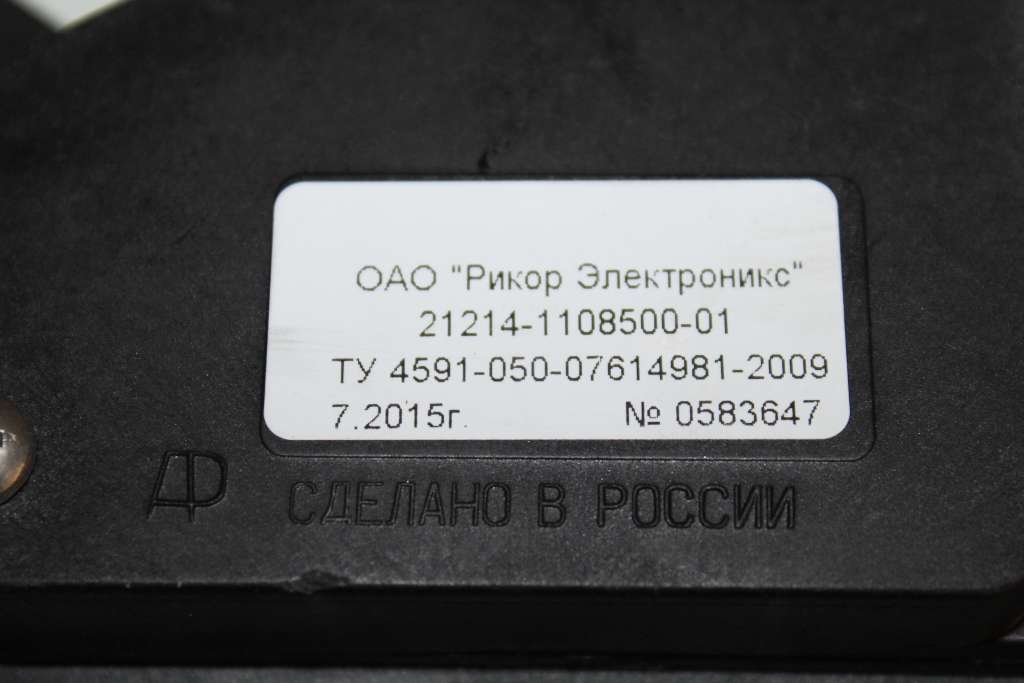 ОАО "Рикор Электроникс"
21214-1108500-01
ТУ 4591-050-07614981-2009
7.2015г. № 0583647
СДЕЛАНО В РОССИИ